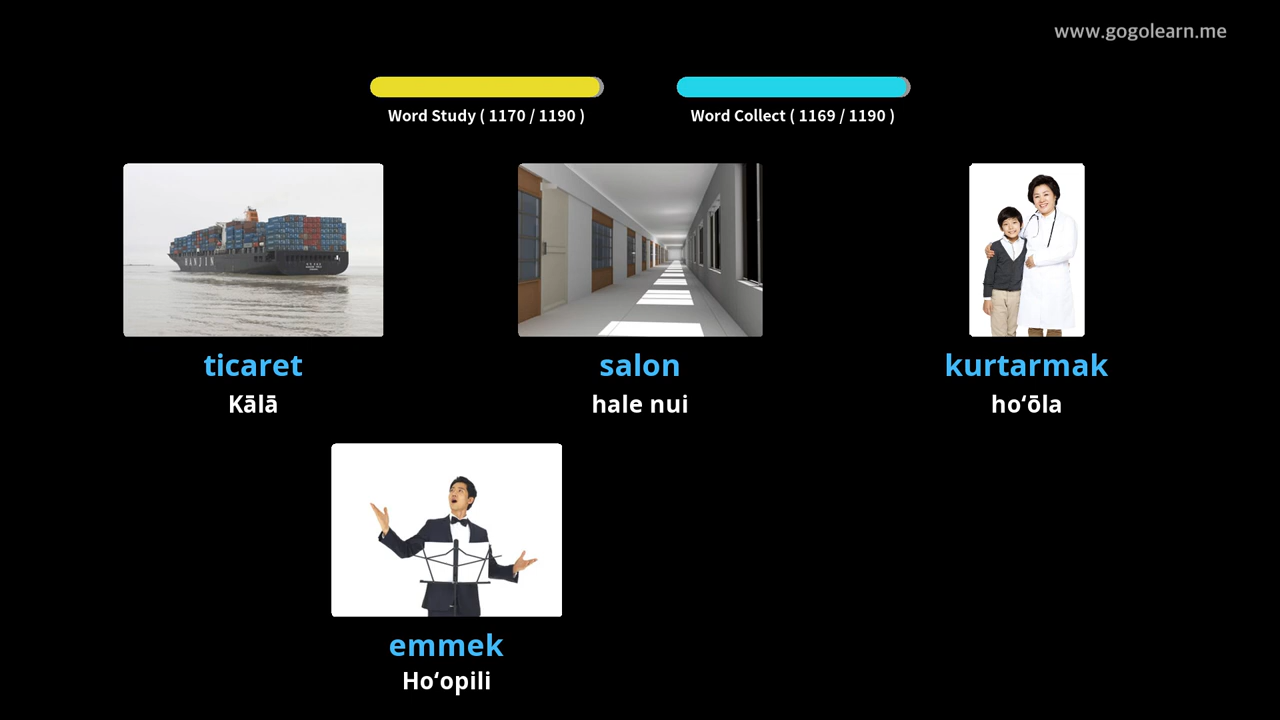 www.gogolearn.me
Word Study ( 1170 / 1190 )
Word Collect ( 1169 / 1190 )
HANJIN
ticaret
salon
kurtarmak
Kālā
hale nui
hoʻōla
emmek
Hoʻopili